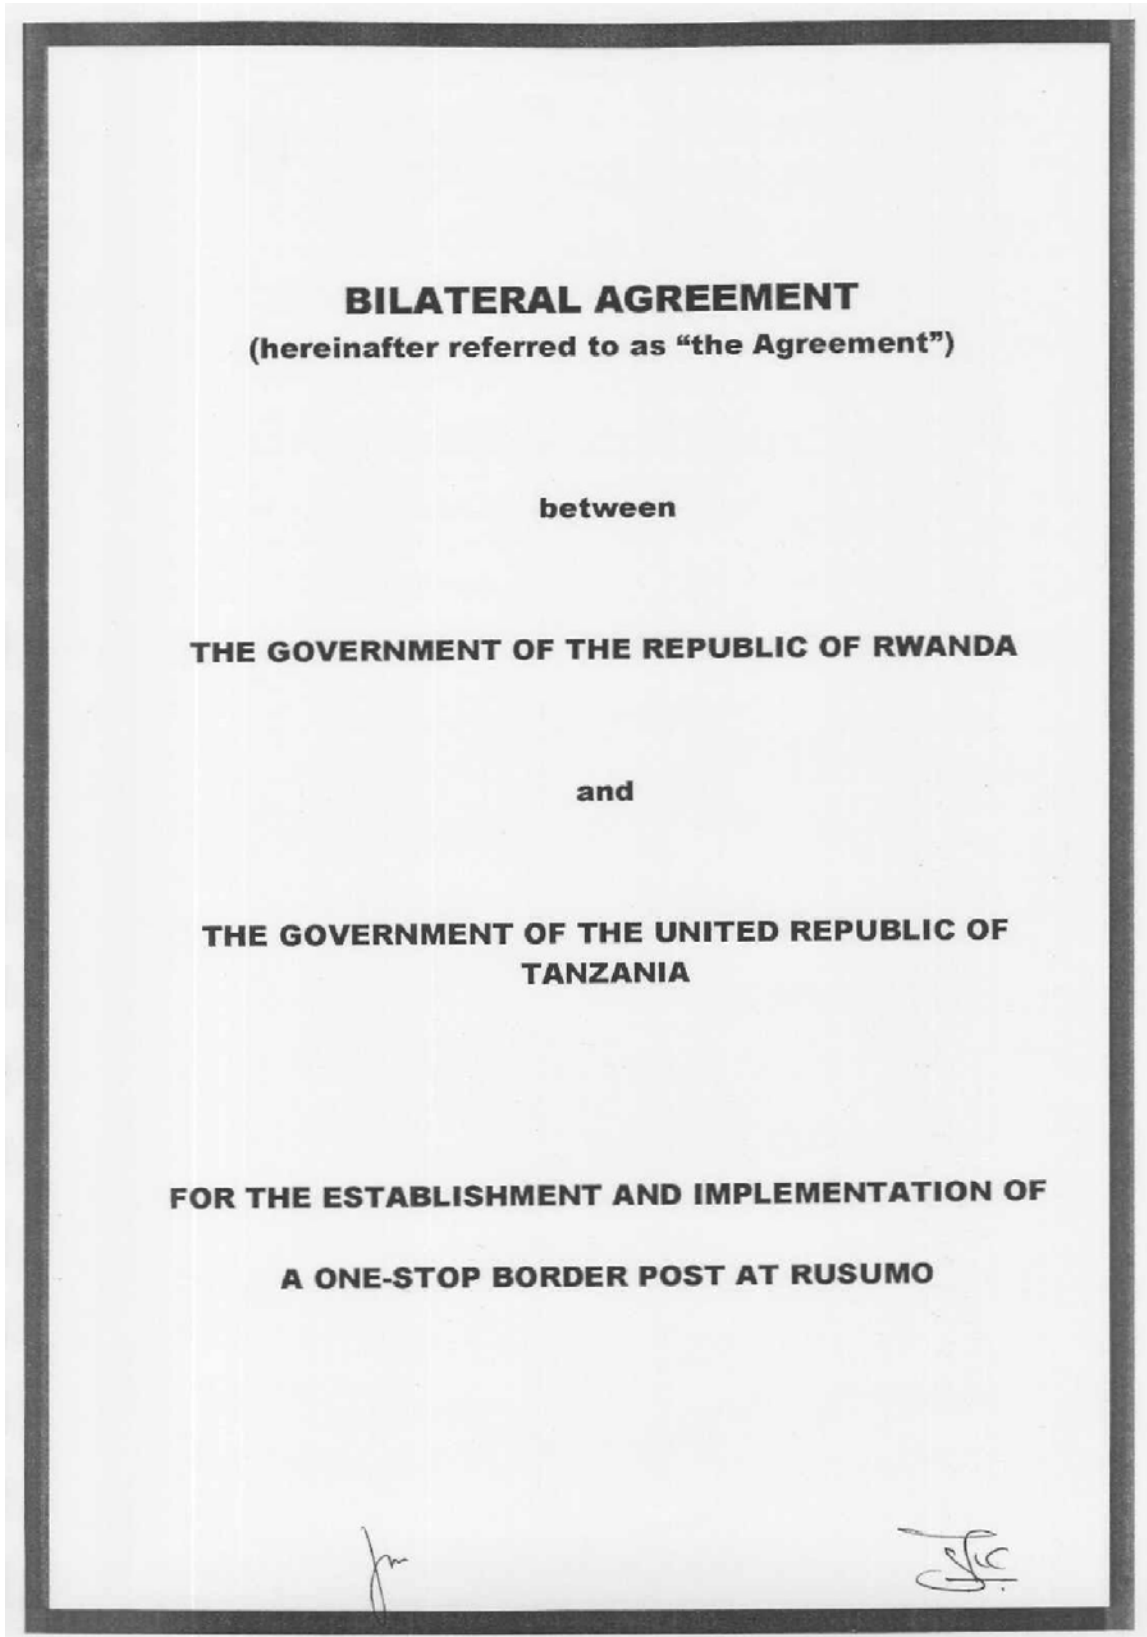 BILATERAL AGREEMENT
(hereinafter referred to as “the Agreement”)
between
THE GOVERNMENT OF THE REPUBLIC OF RWANDA
and
THE GOVERNMENT OF THE UNITED REPUBLIC OF
TANZANIA
FOR THE ESTABLISHMENT AND IMPLEMENTATION OF
A ONE-STOP BORDER POST AT RUSUMO